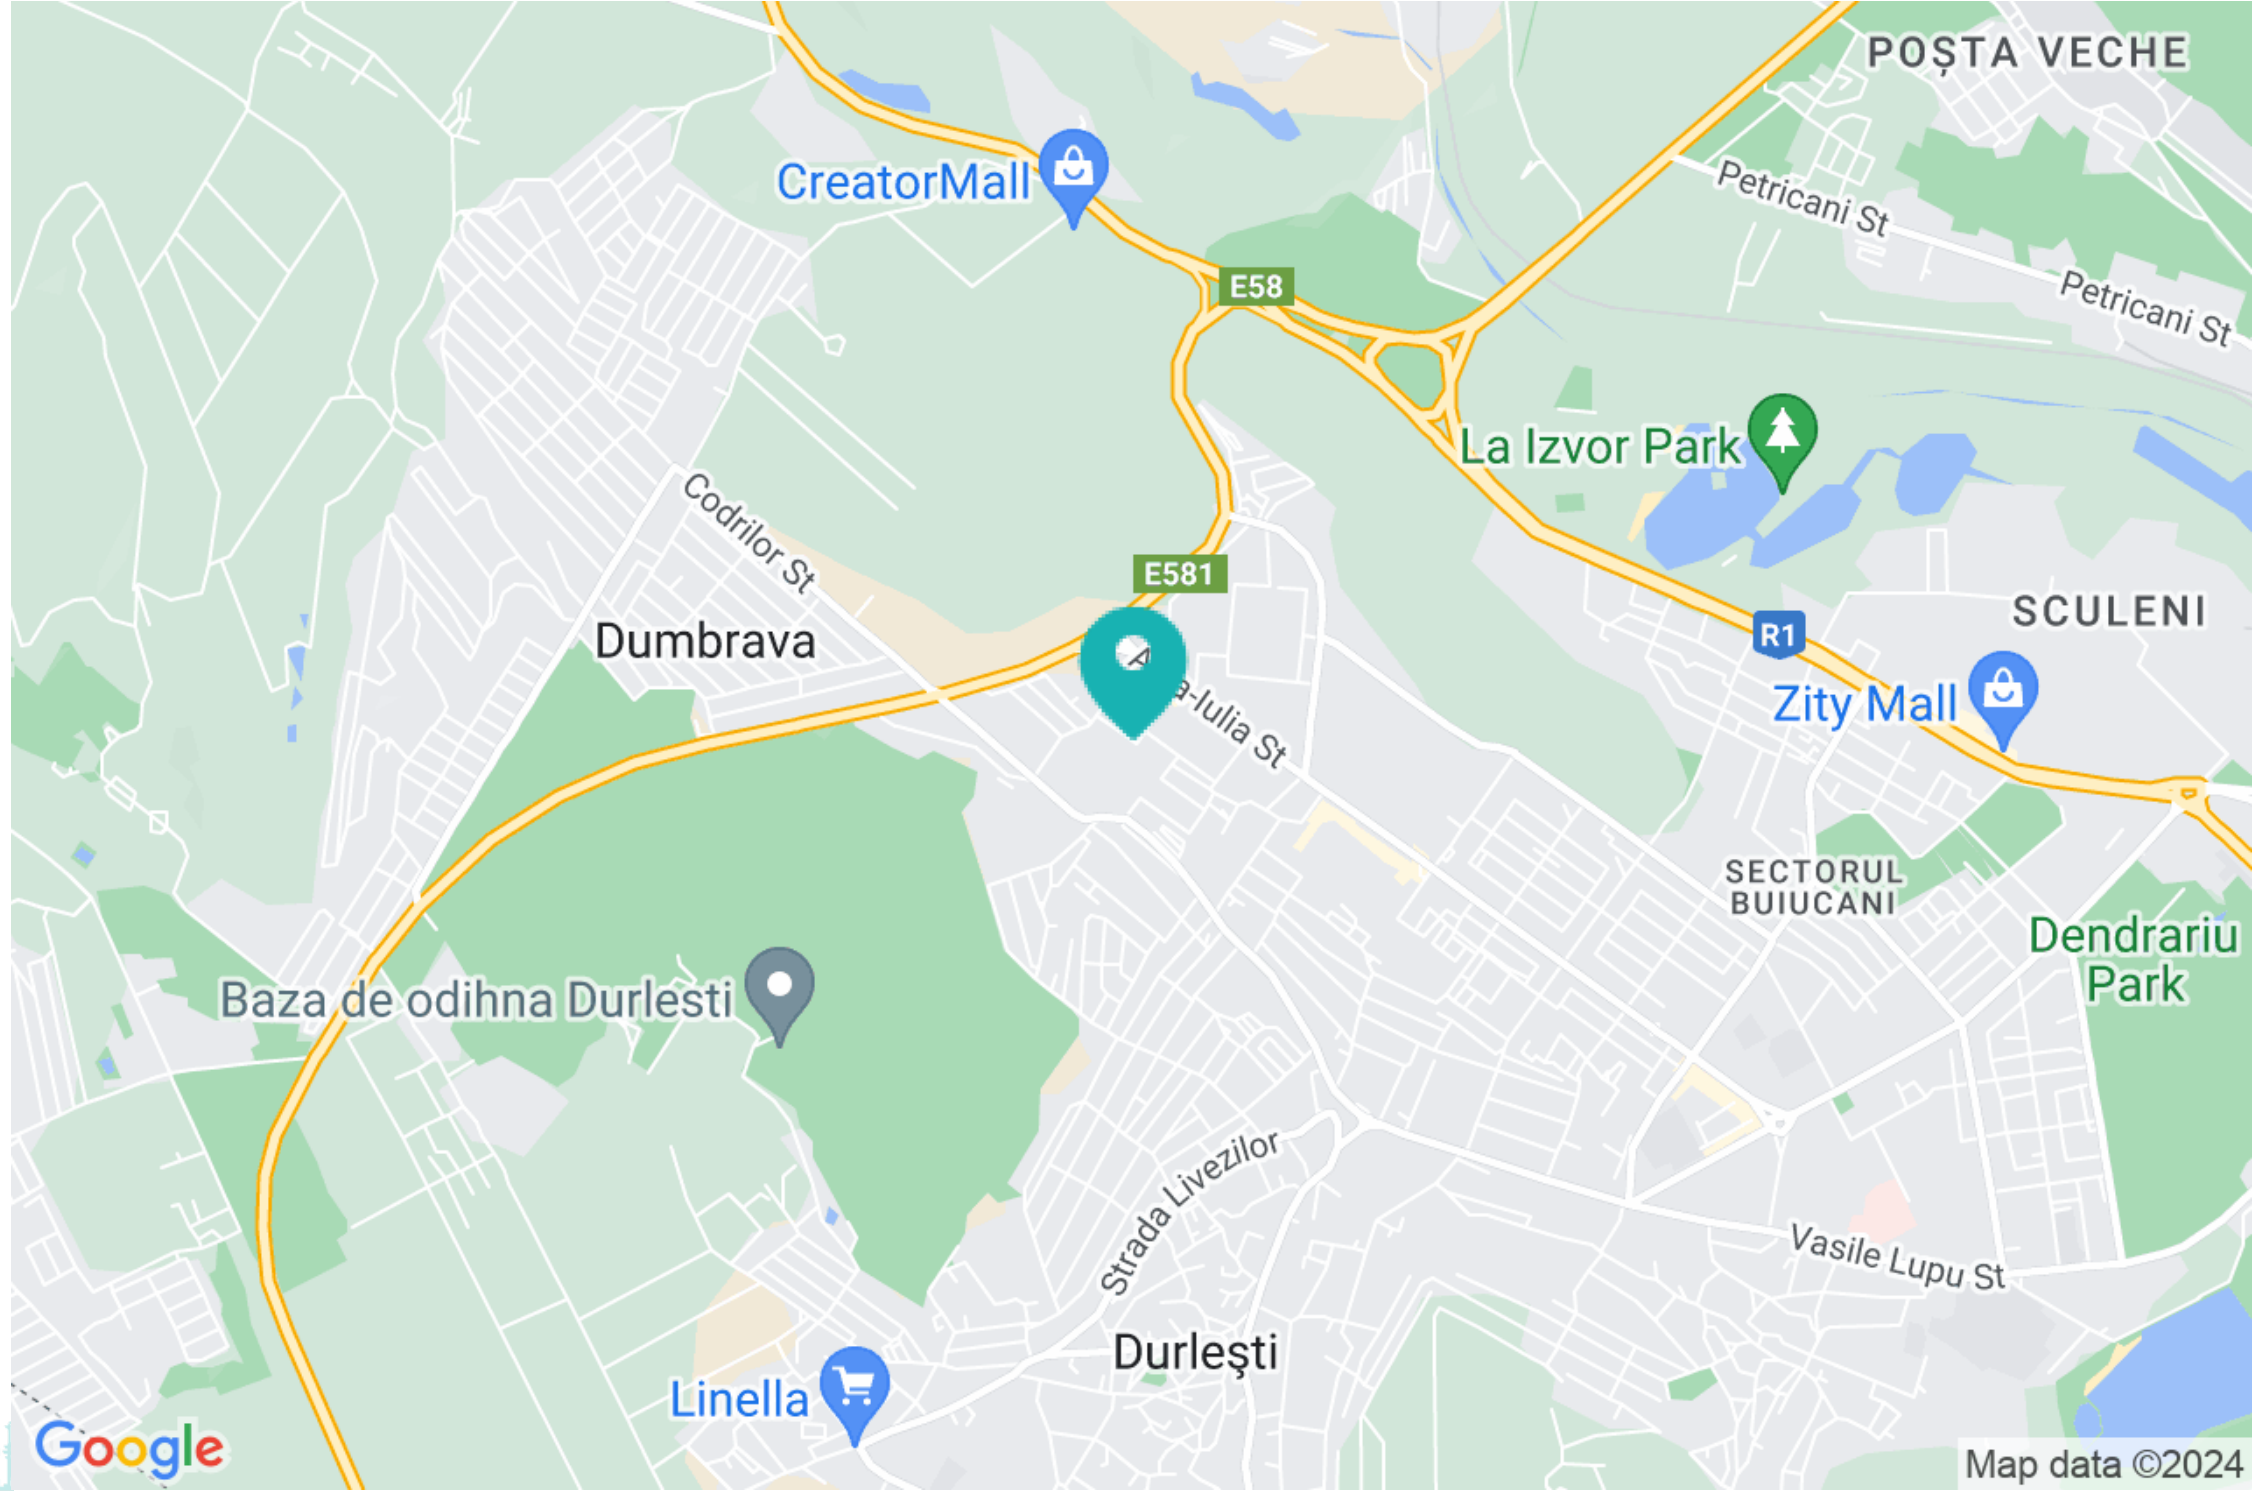 POȘTA VECHE
CreatorMall
Petricani St
E58
Petricani St
La Izvor Park
Codrilor St
E581
Dumbrava
SCULENI
R1
a-Iulia St
Zity Mall
SECTORUL
BUIUCANI
Dendrariu
Park
Baza de odihna Durlesti
Strada Livezilor
Vasile Lupu St
Durleşti
Linella
Google
Map data ©2024